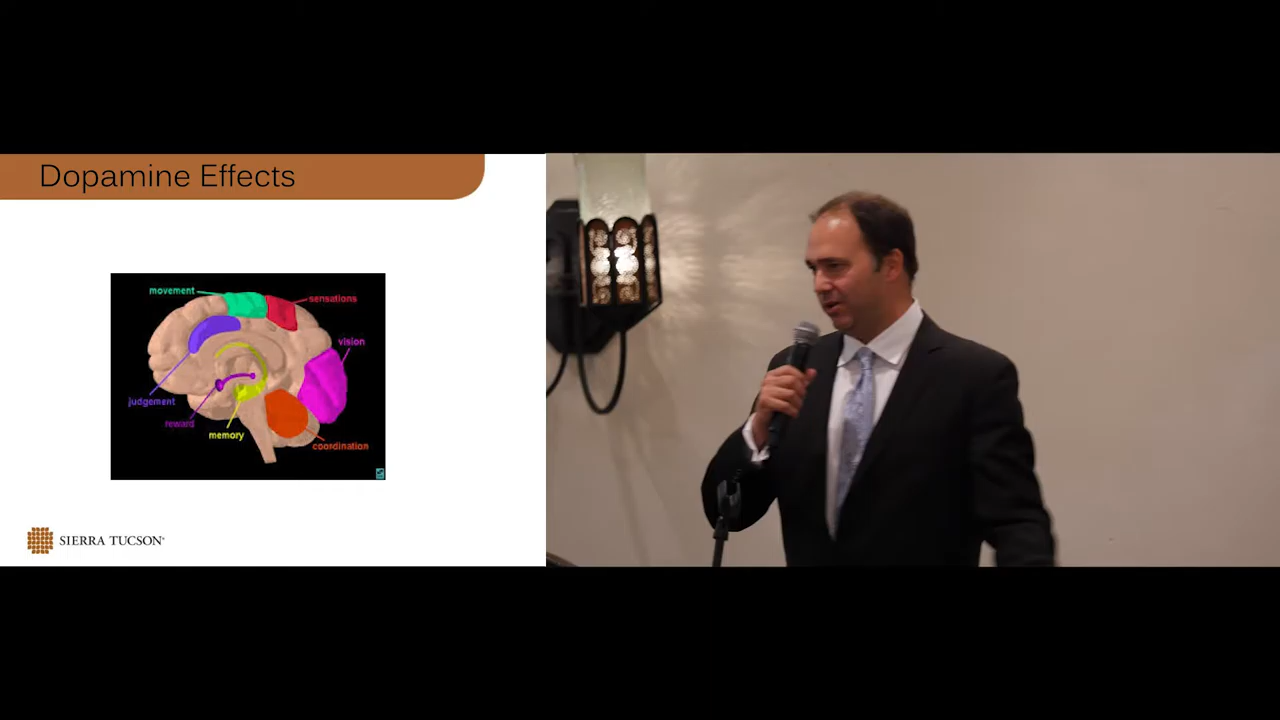 Dopamine Effects
movement
sensations
vision
judgement
reward
memory
coordination
SIERRA TUCSON®